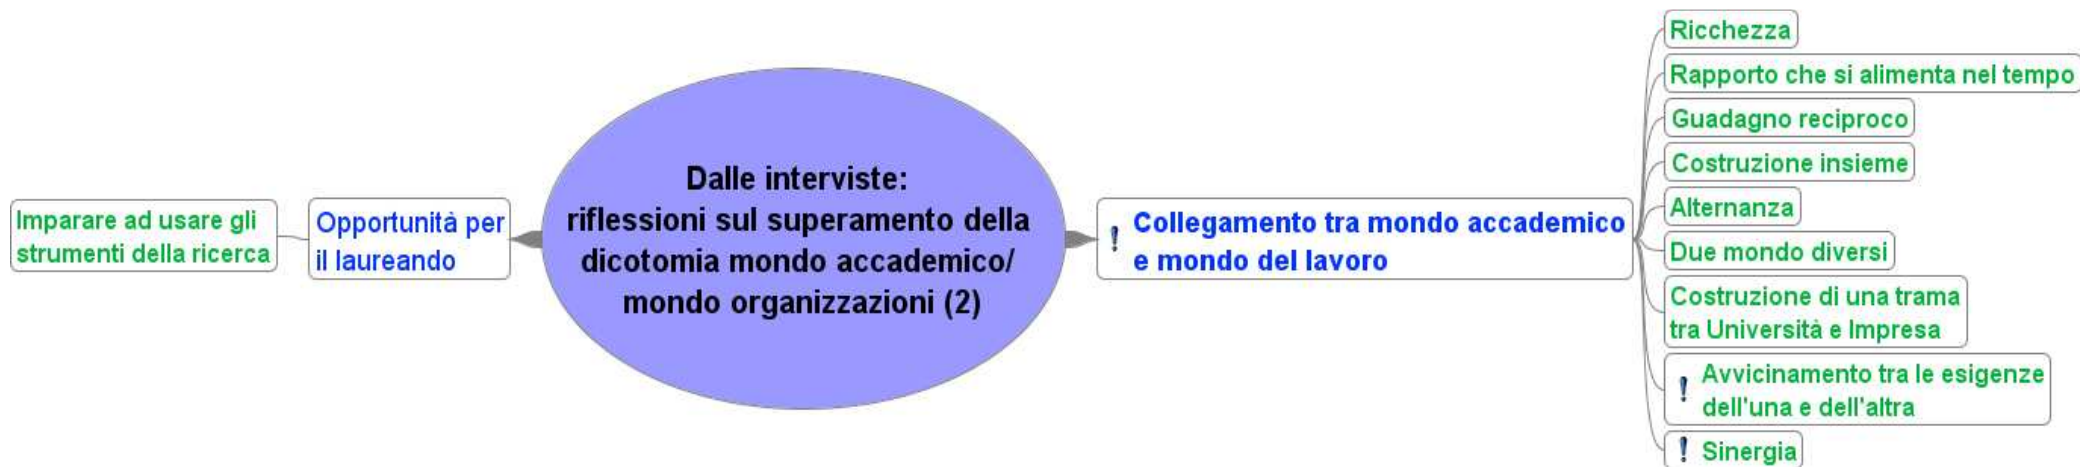 Imparare ad usare gli
strumenti della ricerca
Opportunità per
il laureando
Dalle interviste:
riflessioni sul superamento della
dicotomia mondo accademico/
mondo organizzazioni (2)
! Collegamento tra mondo accademico
e mondo del lavoro
Ricchezza
Rapporto che si alimenta nel tempo
Guadagno reciproco
Costruzione insieme
Alternanza
Due mondo diversi
Costruzione di una trama
tra Università e Impresa
! Avvicinamento tra le esigenze
dell'una e dell'altra
! Sinergia